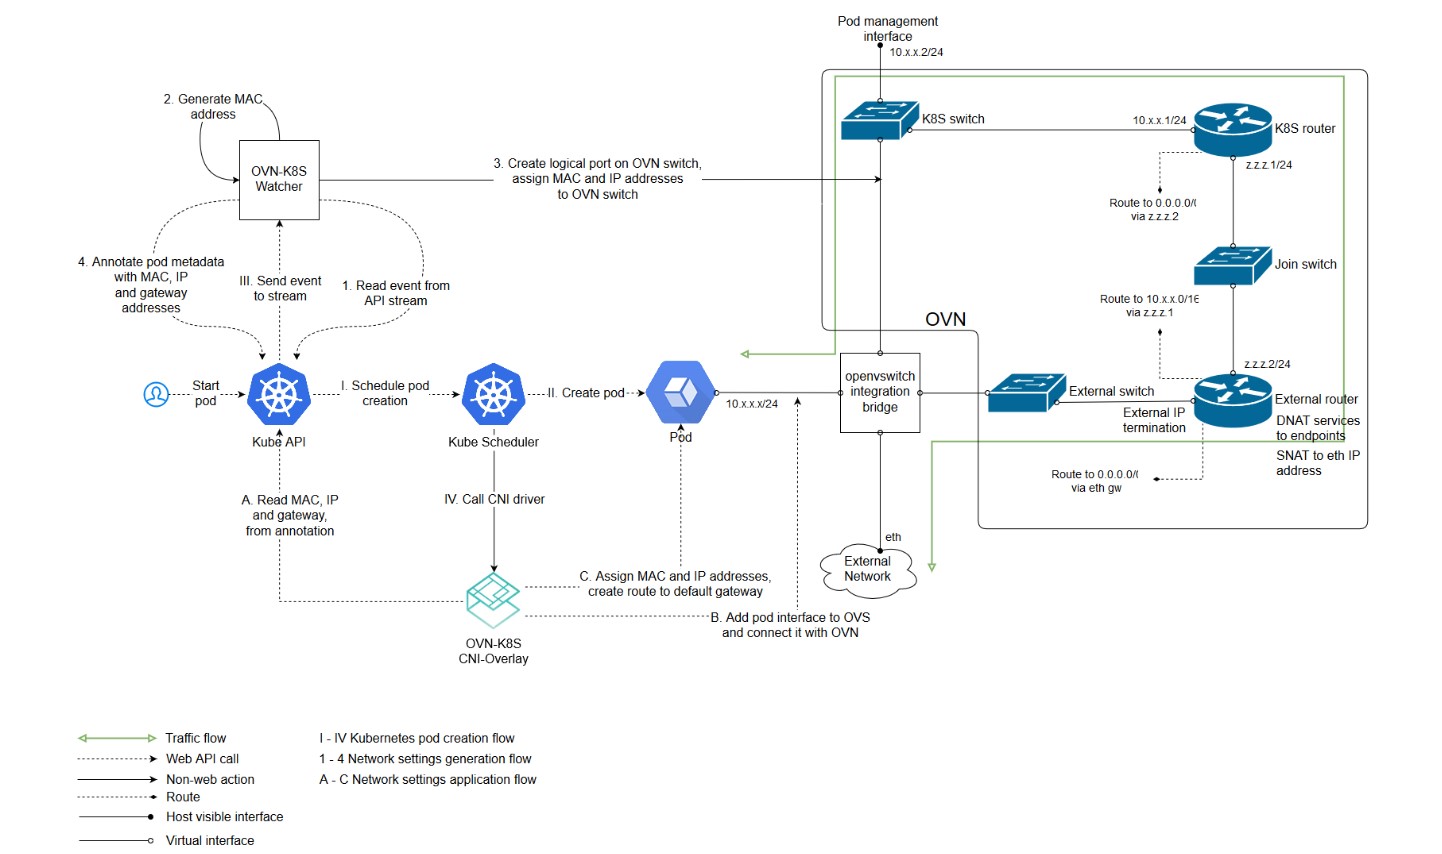 Pod management
interface
10.x.x.2/24
2. Generate MAC
address
K8S switch
10.x.x.1/24
K8S router
OVN-K8S
Watcher
3. Create logical port on OVN switch,
assign MAC and IP addresses
to OVN switch
z.z.z.1/24
Route to 0.0.0.0/(
via z.z.z.2
4. Annotate pod metadata
with MAC, IP
and gateway
addresses
III. Send event
to stream
1. Read event from
API stream
Join switch
Route to 10.x.x.0/16
via z.z.z.1
OVN
z.z.z.2/24
Start
pod
I. Schedule pod
creation
II. Create pod
10.x.x.x/24
openvswitch
integration
bridge
External switch
External IP
termination
External router
DNAT services
to endpoints
SNAT to eth IP
address
Kube API
Kube Scheduler
Pod
Route to 0.0.0.0/(
via eth gw
A. Read MAC, IP
and gateway,
from annotation
IV. Call CNI driver
eth
External
Network
C. Assign MAC and IP addresses,
create route to default gateway
B. Add pod interface to OVS
and connect it with OVN
OVN-K8S
CNI-Overlay
Traffic flow
Web API call
Non-web action
Route
Host visible interface
Virtual interface
I - IV Kubernetes pod creation flow
1 - 4 Network settings generation flow
A - C Network settings application flow